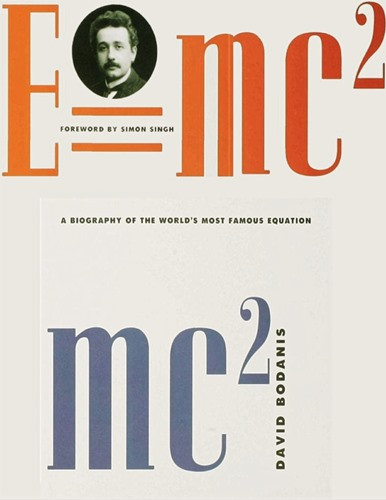 E=mc²
FOREWORD BY SIMON SINGH
A BIOGRAPHY OF THE WORLD'S MOST FAMOUS EQUATION
mc²
DAVID BODANIS